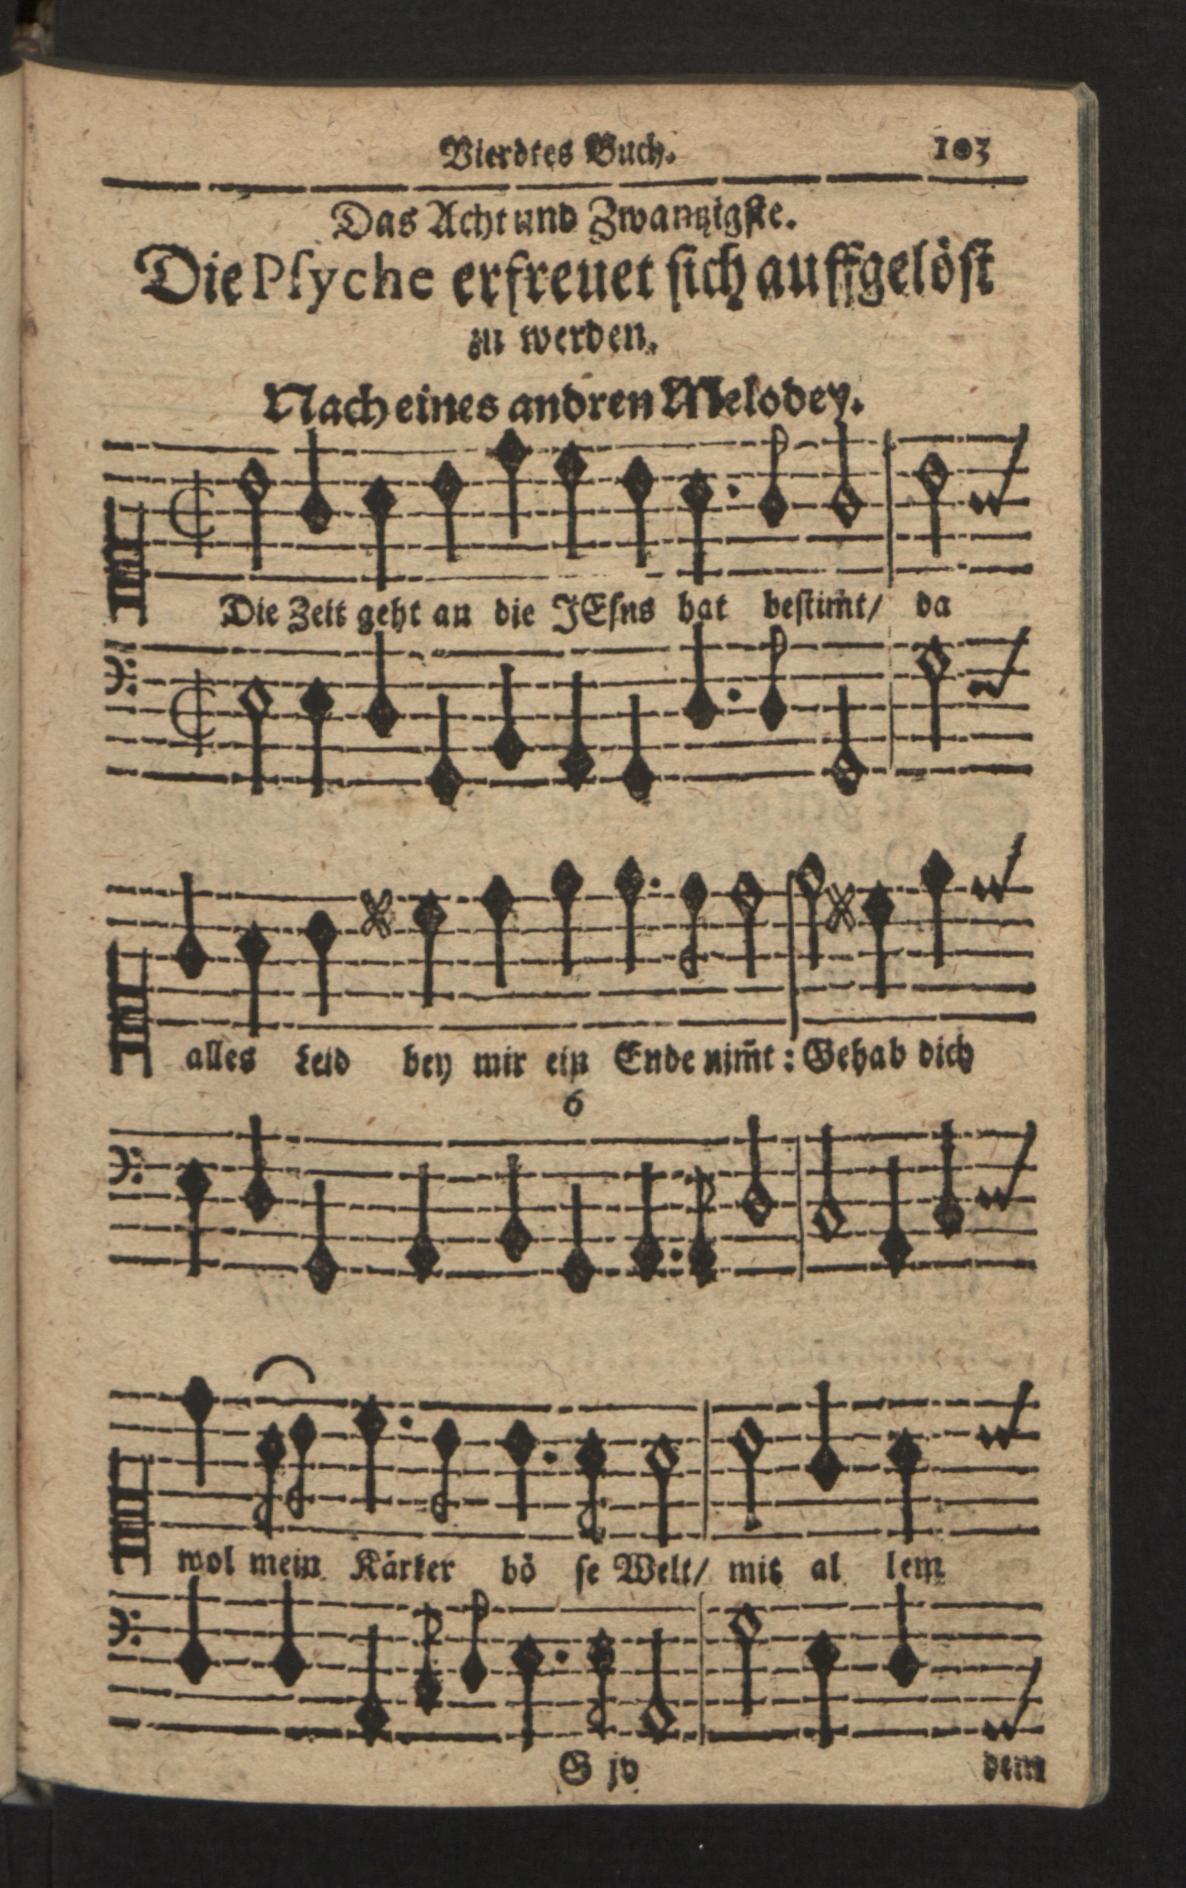 Vierdtes Buch. 103
Das Acht und Zwantzigste.
Die Psyche erfreuet sich auffgelöst
zu werden.
Nach eines andren Melodey.
Die Zeit geht an die JEsus hat bestim̃t/ da
alles Leid bey mir ein Ende nim̃t: Gehab dich
6
wol mein Kärker bö se Welt/ mit al lem
G jv dem